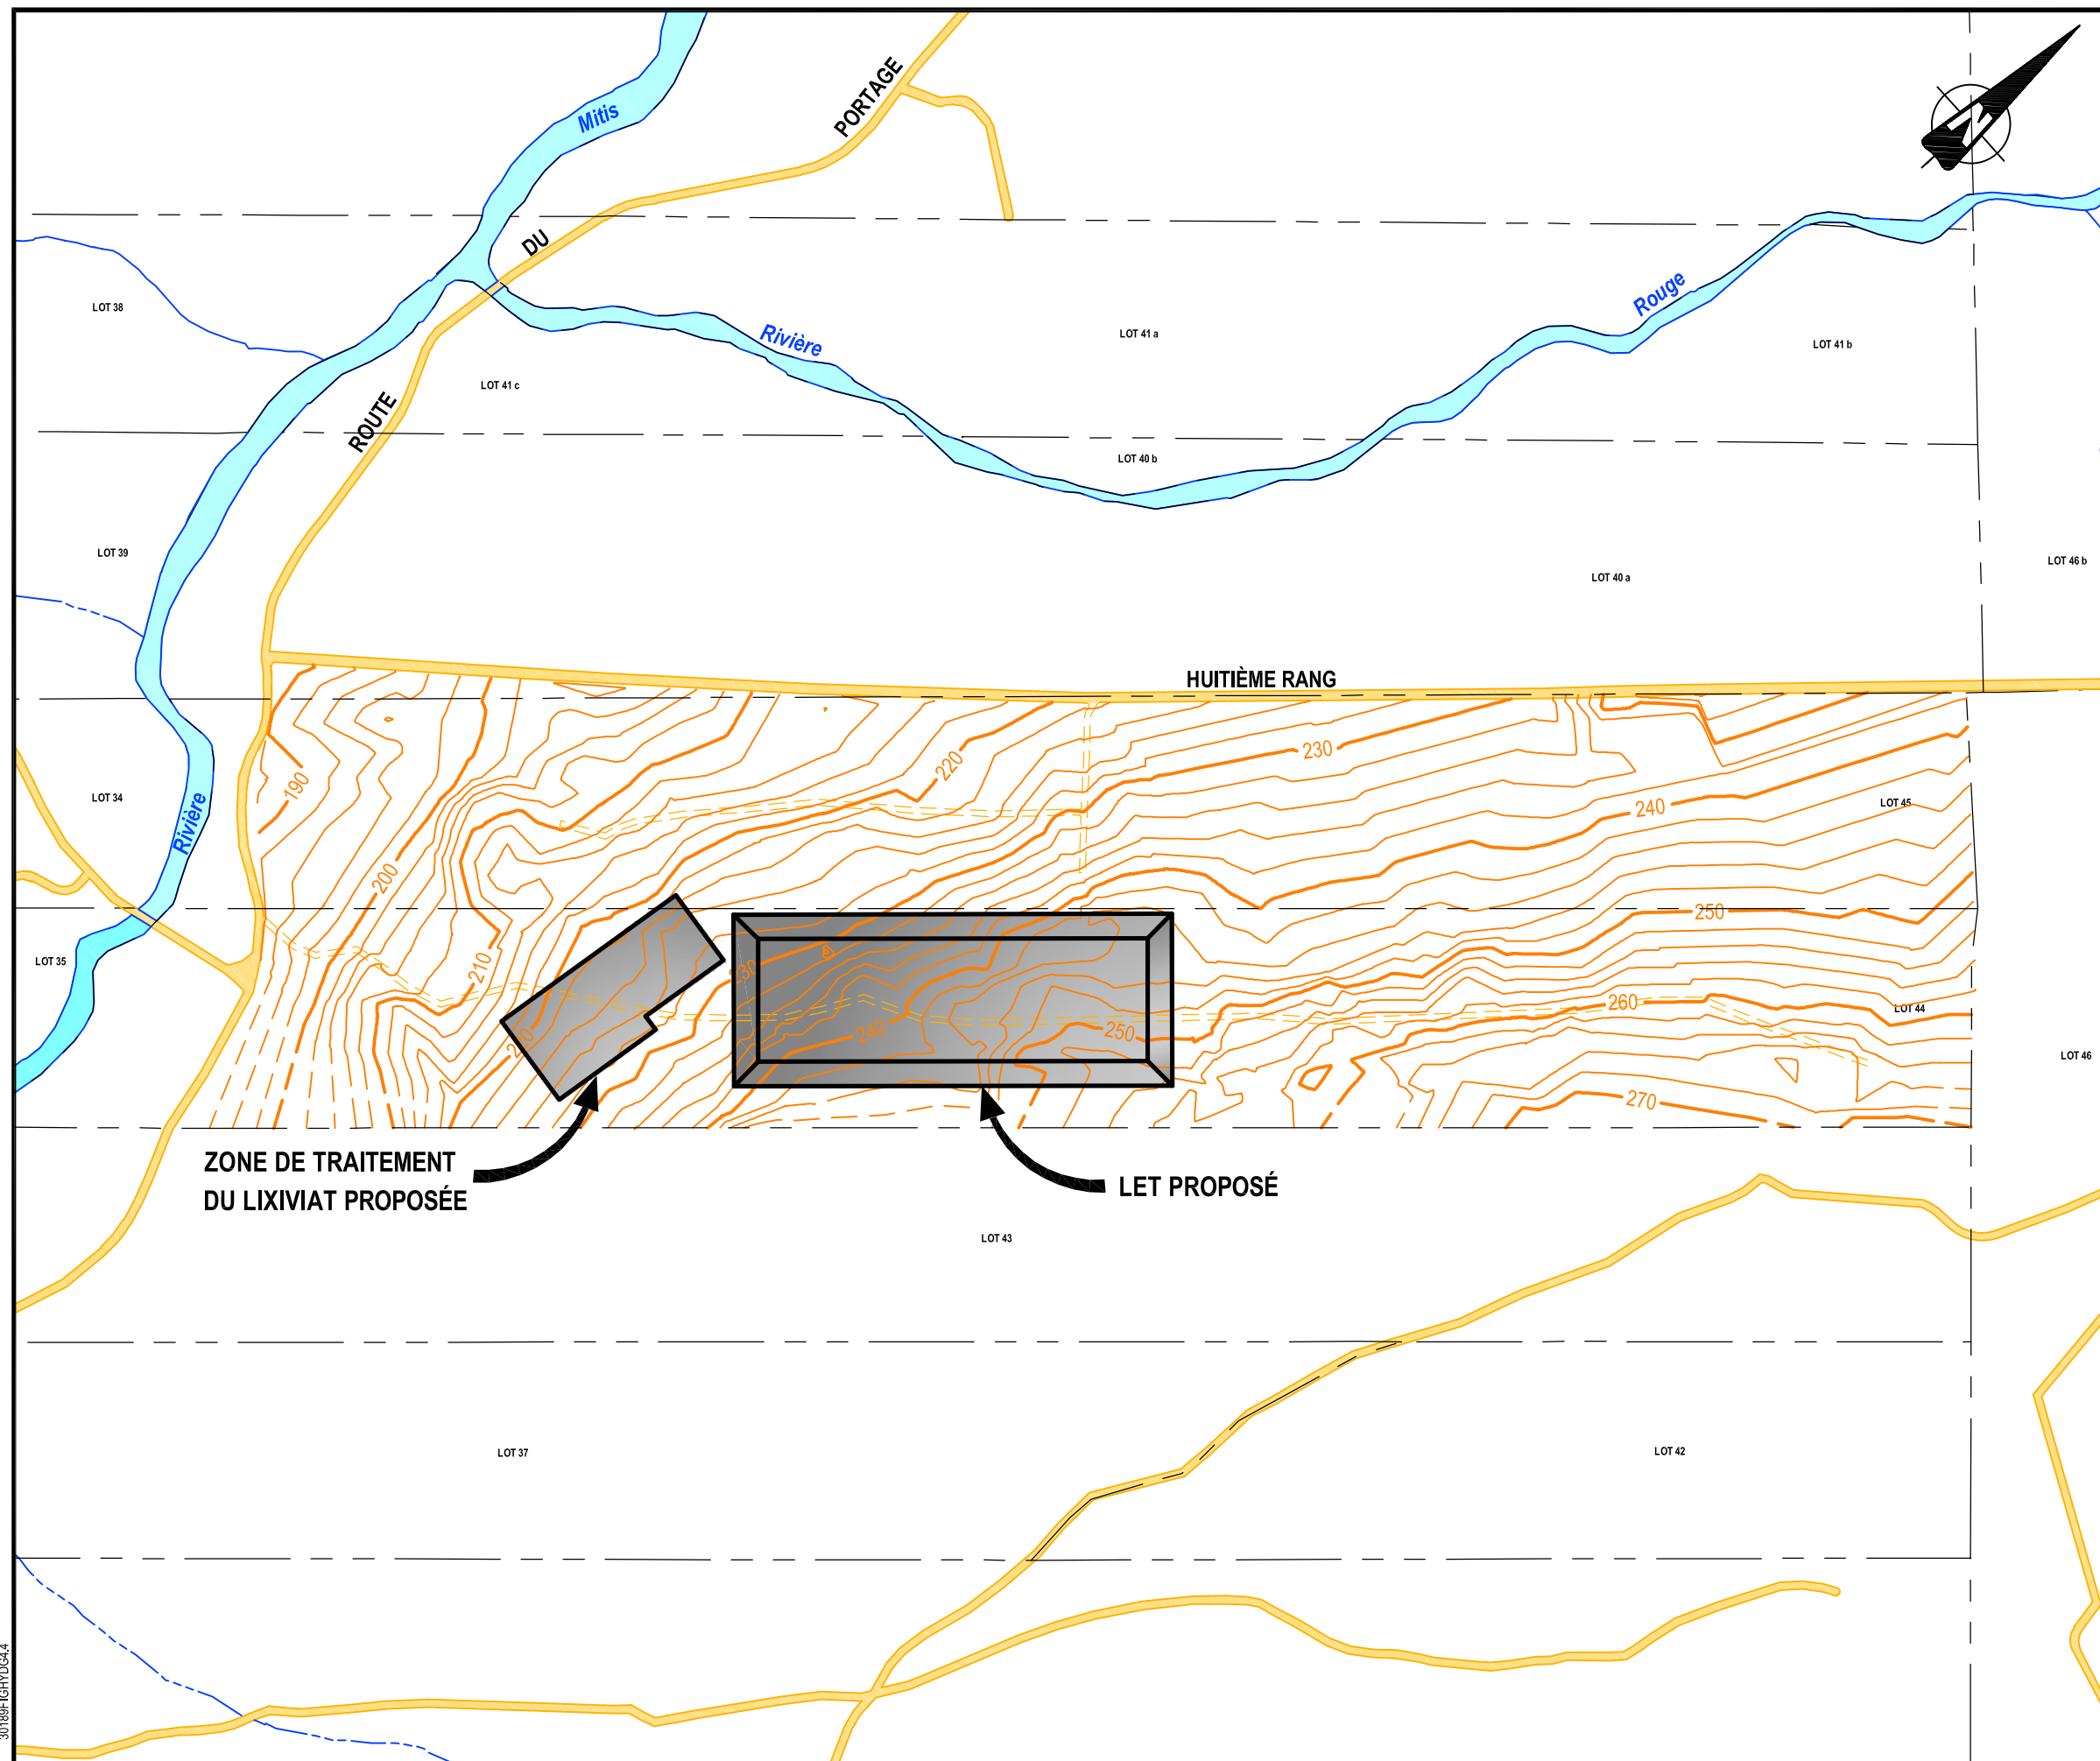 Mitis
PORTAGE
DU
LOT 38
Rivière
Rouge
LOT 41 a
LOT 41 b
LOT 41 c
ROUTE
LOT 40 b
LOT 39
LOT 40 a
LOT 46 b
HUITIÈME RANG
230
220
190
LOT 34
Rivière
240
LOT 45
200
250
LOT 35
210
230
260
LOT 44
240
250
LOT 46
270
ZONE DE TRAITEMENT
DU LIXIVIAT PROPOSÉE
LET PROPOSÉ
LOT 43
LOT 37
LOT 42
30189FIGHYDG4.4